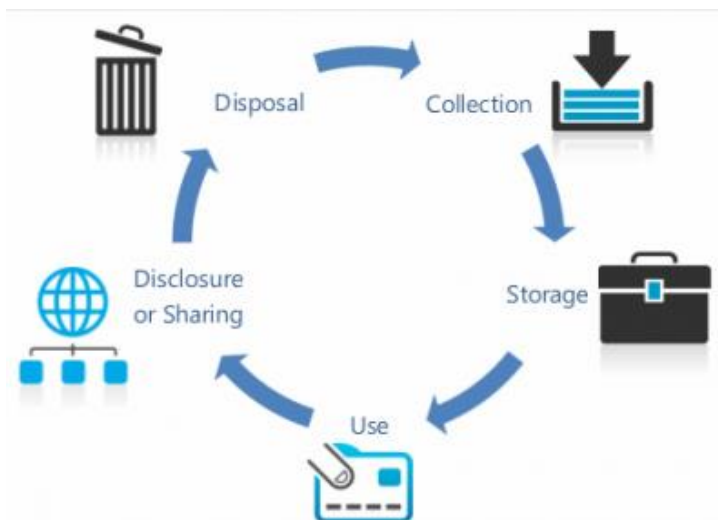 Disposal
Collection
Storage
Use
Disclosure
or Sharing